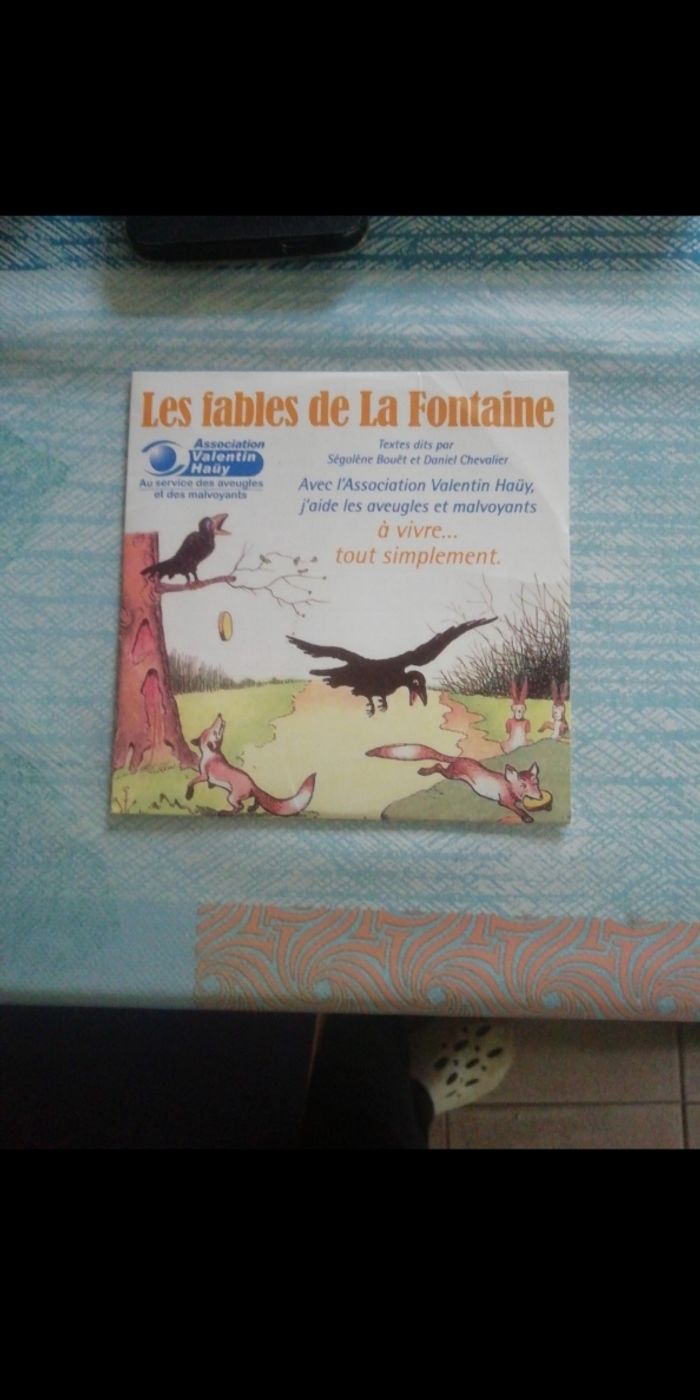 Les fables de La Fontaine
Association
Valentin
Haüy
Au service des aveugles
et des malvoyants
Textes dits par
Ségolène Bouët et Daniel Chevalier
Avec l'Association Valentin Haüy,
j'aide les aveugles et malvoyants
à vivre...
tout simplement.